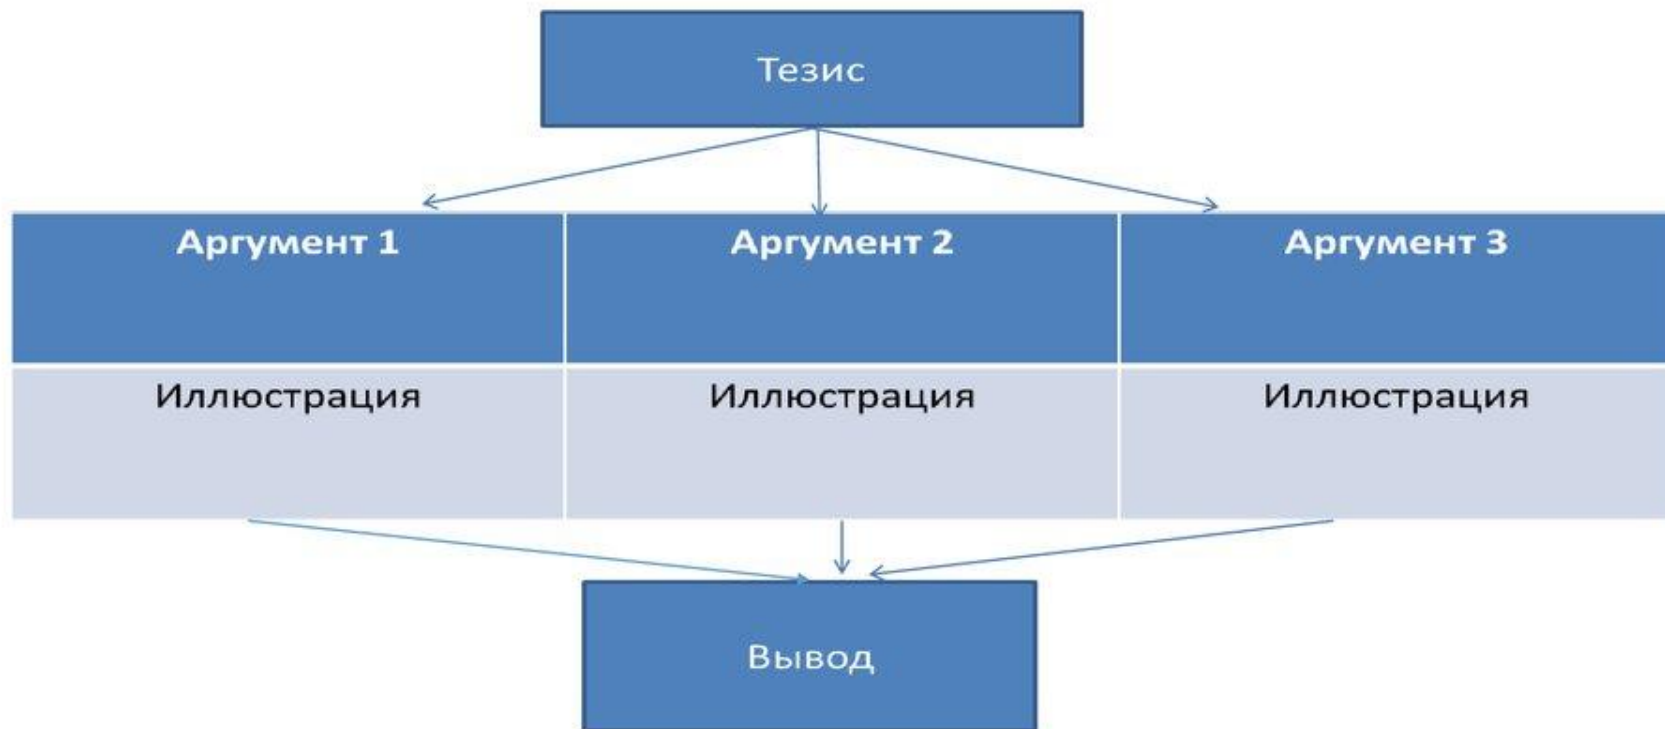 Тезис
Аргумент 1 Аргумент 2 Аргумент 3
Иллюстрация Иллюстрация Иллюстрация
Вывод